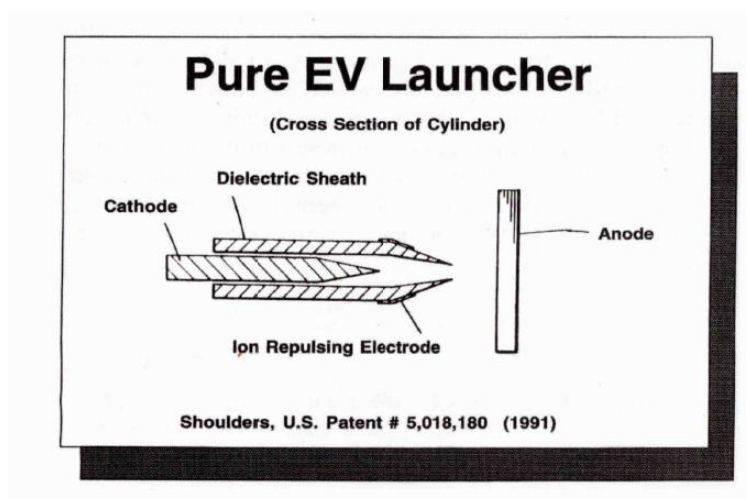 Pure EV Launcher
(Cross Section of Cylinder)
Dielectric Sheath
Cathode
Anode
Ion Repulsing Electrode
Shoulders, U.S. Patent # 5,018,180 (1991)